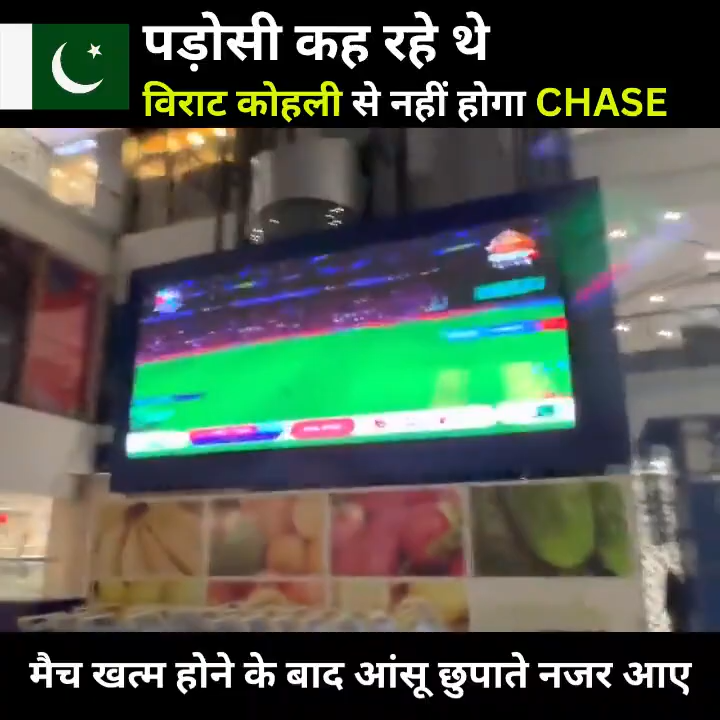 पड़ोसी कह रहे थे
विराट कोहली से नहीं होगा CHASE
मैच खत्म होने के बाद आंसू छुपाते नजर आए